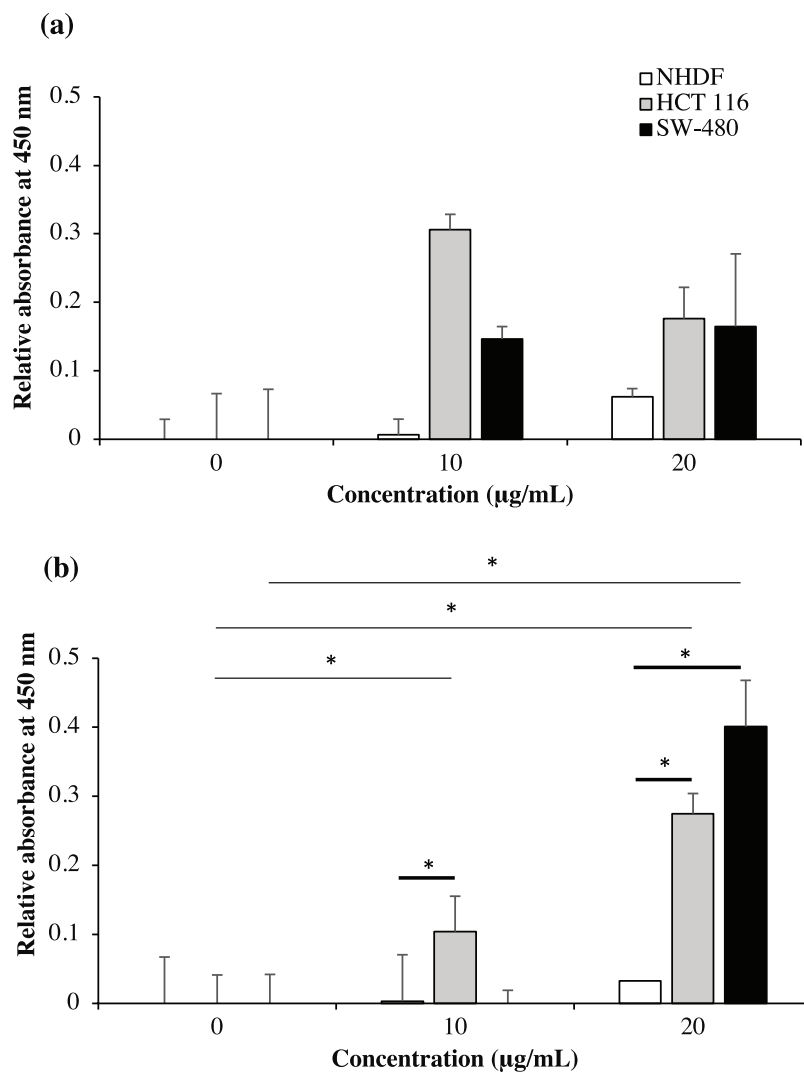 (a)
NHDF
HCT 116
SW-480
Relative absorbance at 450 nm
0.5
0.4
0.3
0.2
0.1
0
0 10 20
Concentration (µg/mL)
(b)
*
*
*
*
*
*
Relative absorbance at 450 nm
0.5
0.4
0.3
0.2
0.1
0
0 10 20
Concentration (µg/mL)